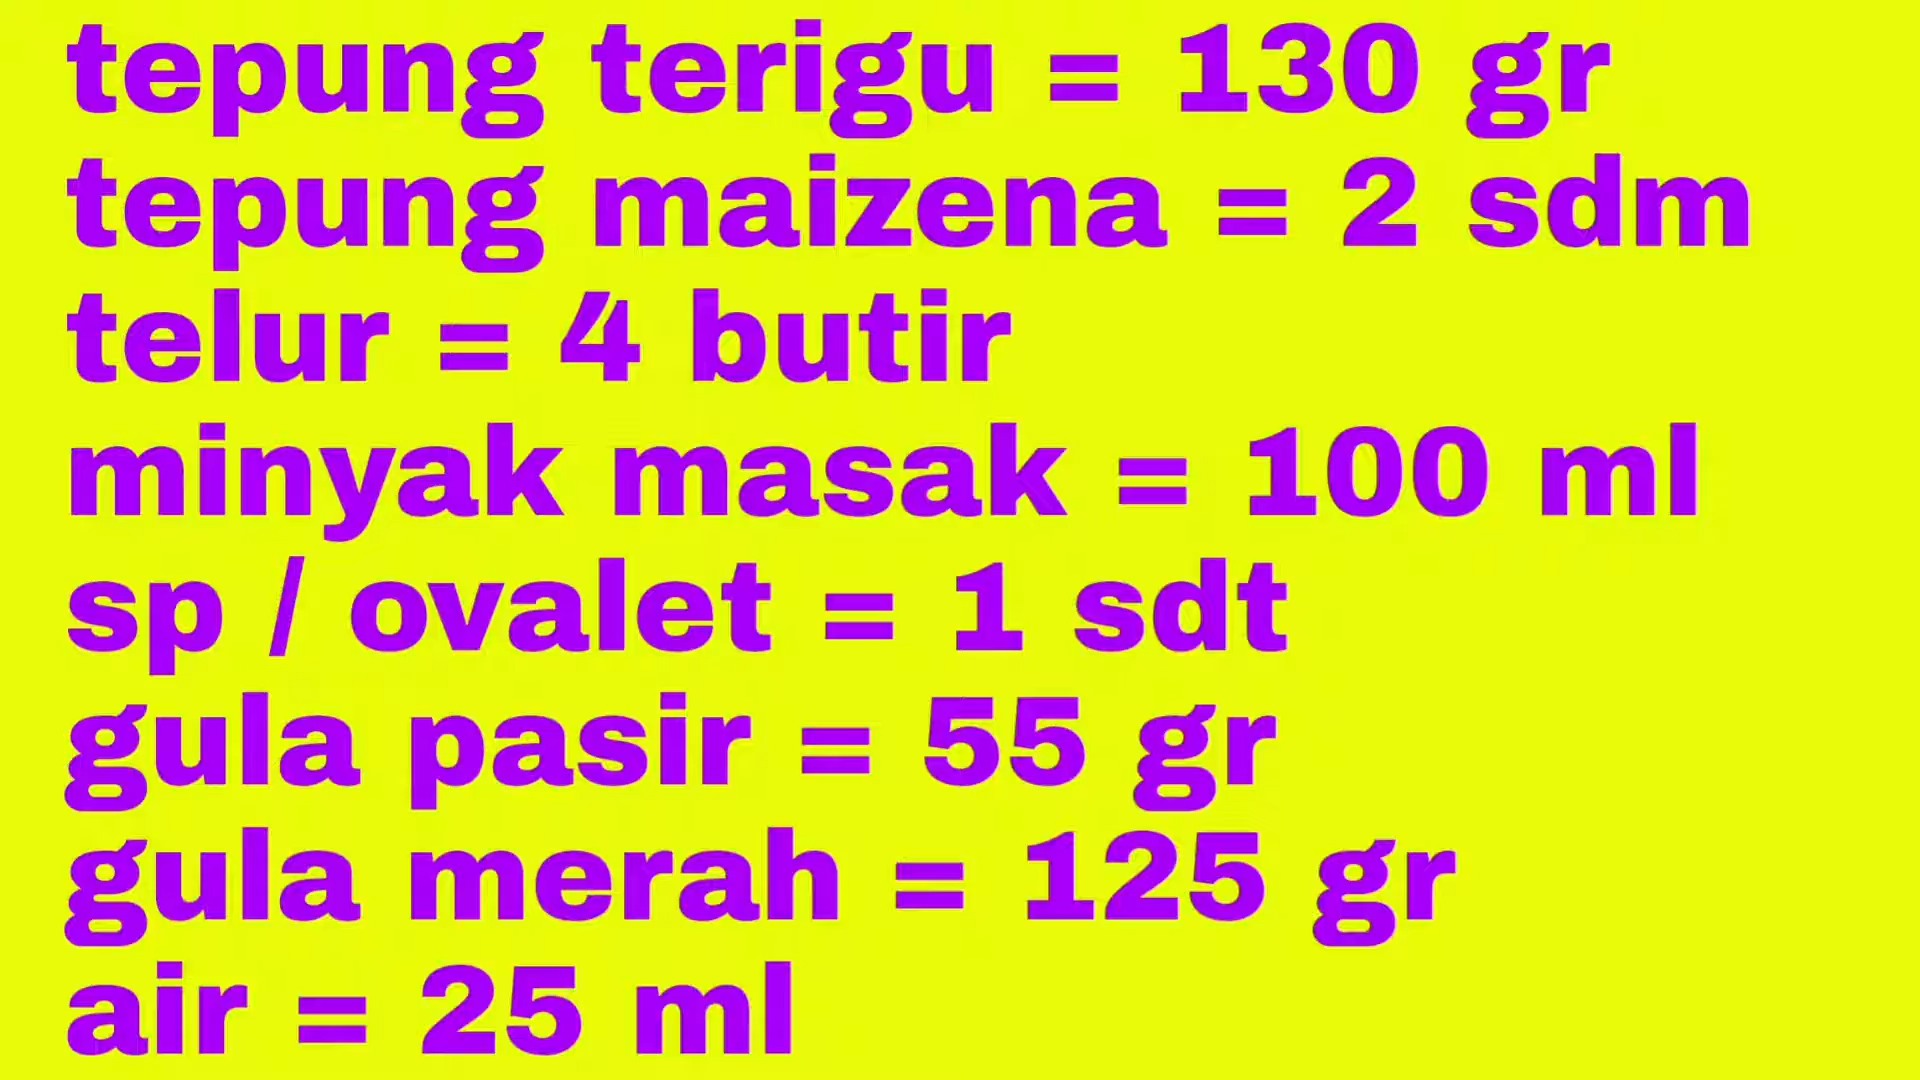 tepung terigu = 130 gr
tepung maizena = 2 sdm
telur = 4 butir
minyak masak = 100 ml
sp / ovalet = 1 sdt
gula pasir = 55 gr
gula merah = 125 gr
air = 25 ml